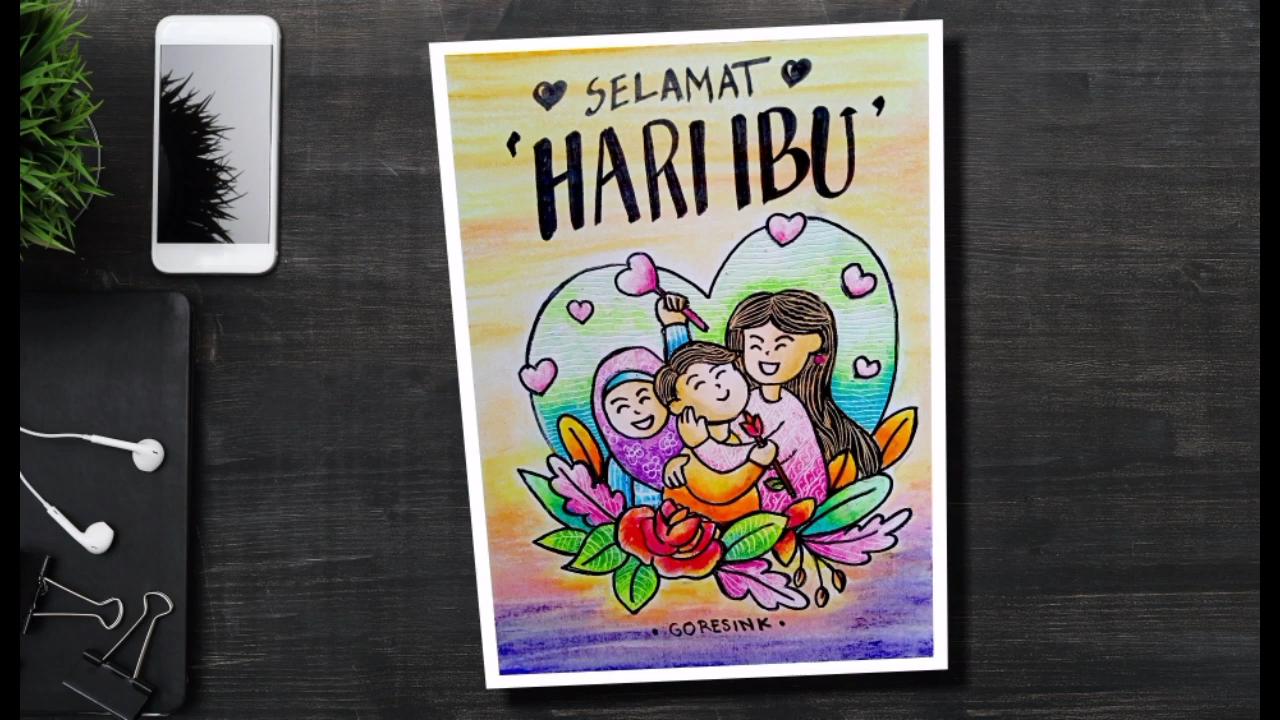 SELAMAT
'HARI IBU'
• GORESINK •